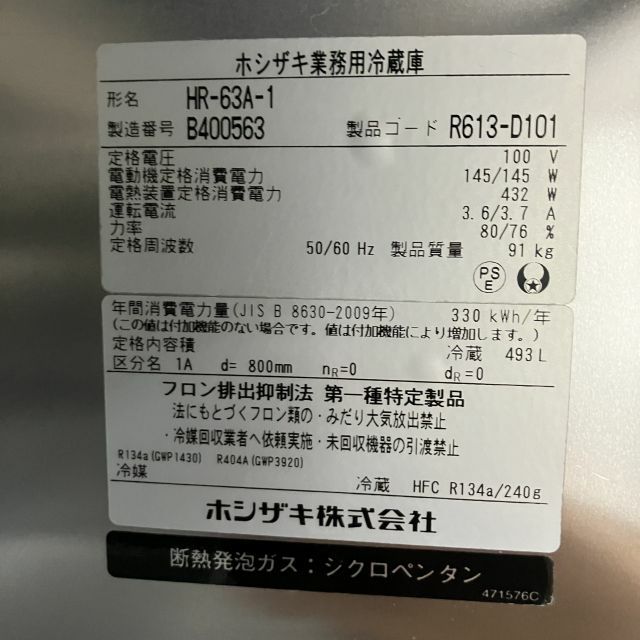 ホシザキ業務用冷蔵庫
形名 HR-63A-1
製造番号 B400563 製品コード R613-D101
定格電圧 100 V
電動機定格消費電力 145/145 W
電熱装置定格消費電力 432 W
運転電流 3.6/3.7 A
力率 80/76 %
定格周波数 50/60 Hz 製品質量 91 kg
PS E
年間消費電力量(JIS B 8630-2009年) 330 kWh/年
(この値は付加機能のない場合です。値は付加機能により増加します。)
定格内容積 冷蔵 493 L
区分名 1A d= 800mm nR=0 dR=0
フロン排出抑制法 第一種特定製品
法にもとづくフロン類の・みだり大気放出禁止
・冷媒回収業者へ依頼実施・未回収機器の引渡禁止
R134a(GWP1430) R404A(GWP3920)
冷媒 冷蔵 HFC R134a/240g
ホシザキ株式会社
断熱発泡ガス：シクロペンタン
471576C